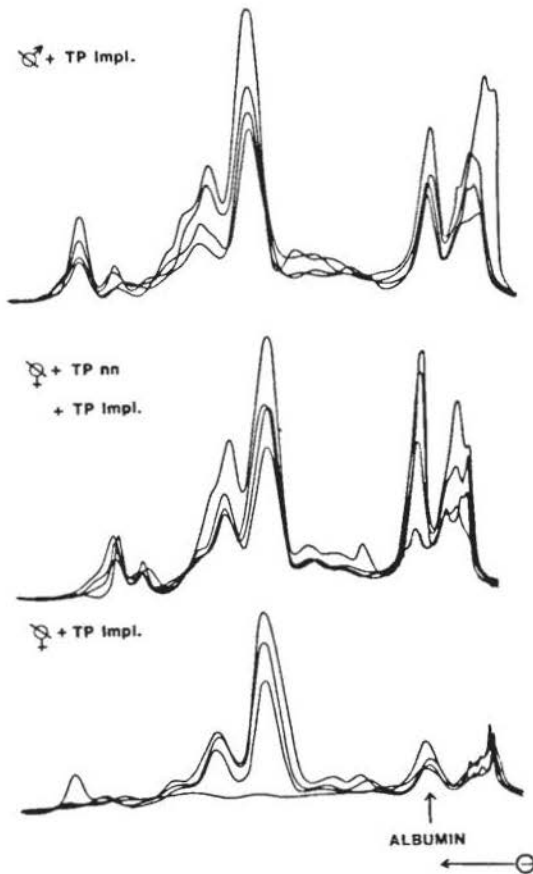 ⚦ + TP Impl.
♀ + TP nn
+ TP Impl.
♀ + TP Impl.
ALBUMIN